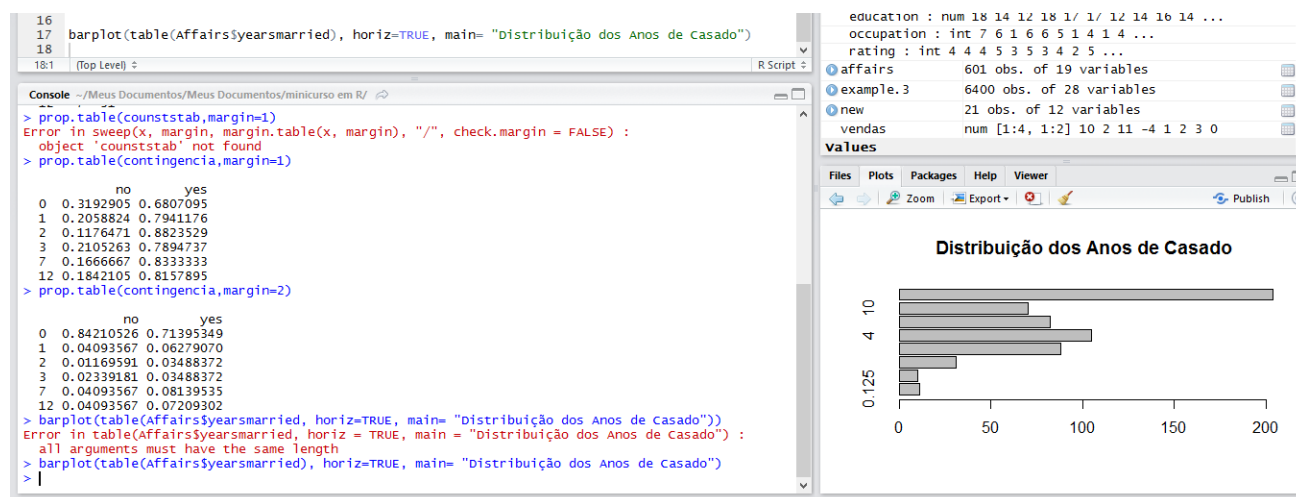 16
17 barplot(table(Affairs$yearsmarried), horiz=TRUE, main= "Distribuição dos Anos de Casado")
18
18:1 (Top Level) R Script
Console ~/Meus Documentos/Meus Documentos/minicurso em R/
> prop.table(counststab,margin=1)
Error in sweep(x, margin, margin.table(x, margin), "/", check.margin = FALSE) :
object 'counststab' not found
> prop.table(contingencia,margin=1)
no yes
0 0.3192905 0.6807095
1 0.2058824 0.7941176
2 0.1176471 0.8823529
3 0.2105263 0.7894737
7 0.1666667 0.8333333
12 0.1842105 0.8157895
> prop.table(contingencia,margin=2)
no yes
0 0.84210526 0.71395349
1 0.04093567 0.06279070
2 0.01169591 0.03488372
3 0.02339181 0.03488372
7 0.04093567 0.08139535
12 0.04093567 0.07209302
> barplot(table(Affairs$yearsmarried, horiz=TRUE, main= "Distribuição dos Anos de Casado"))
Error in table(Affairs$yearsmarried, horiz = TRUE, main = "Distribuição dos Anos de Casado") :
all arguments must have the same length
> barplot(table(Affairs$yearsmarried), horiz=TRUE, main= "Distribuição dos Anos de Casado")
>
education : num 18 14 12 18 17 17 12 14 16 14 ...
occupation : int 7 6 1 6 6 5 1 4 1 4 ...
rating : int 4 4 4 5 3 5 3 4 2 5 ...
affairs 601 obs. of 19 variables
example.3 6400 obs. of 28 variables
new 21 obs. of 12 variables
vendas num [1:4, 1:2] 10 2 11 -4 1 2 3 0
Values
Files Plots Packages Help Viewer
Zoom Export Publish
Distribuição dos Anos de Casado
10
4
0.125
0 50 100 150 200